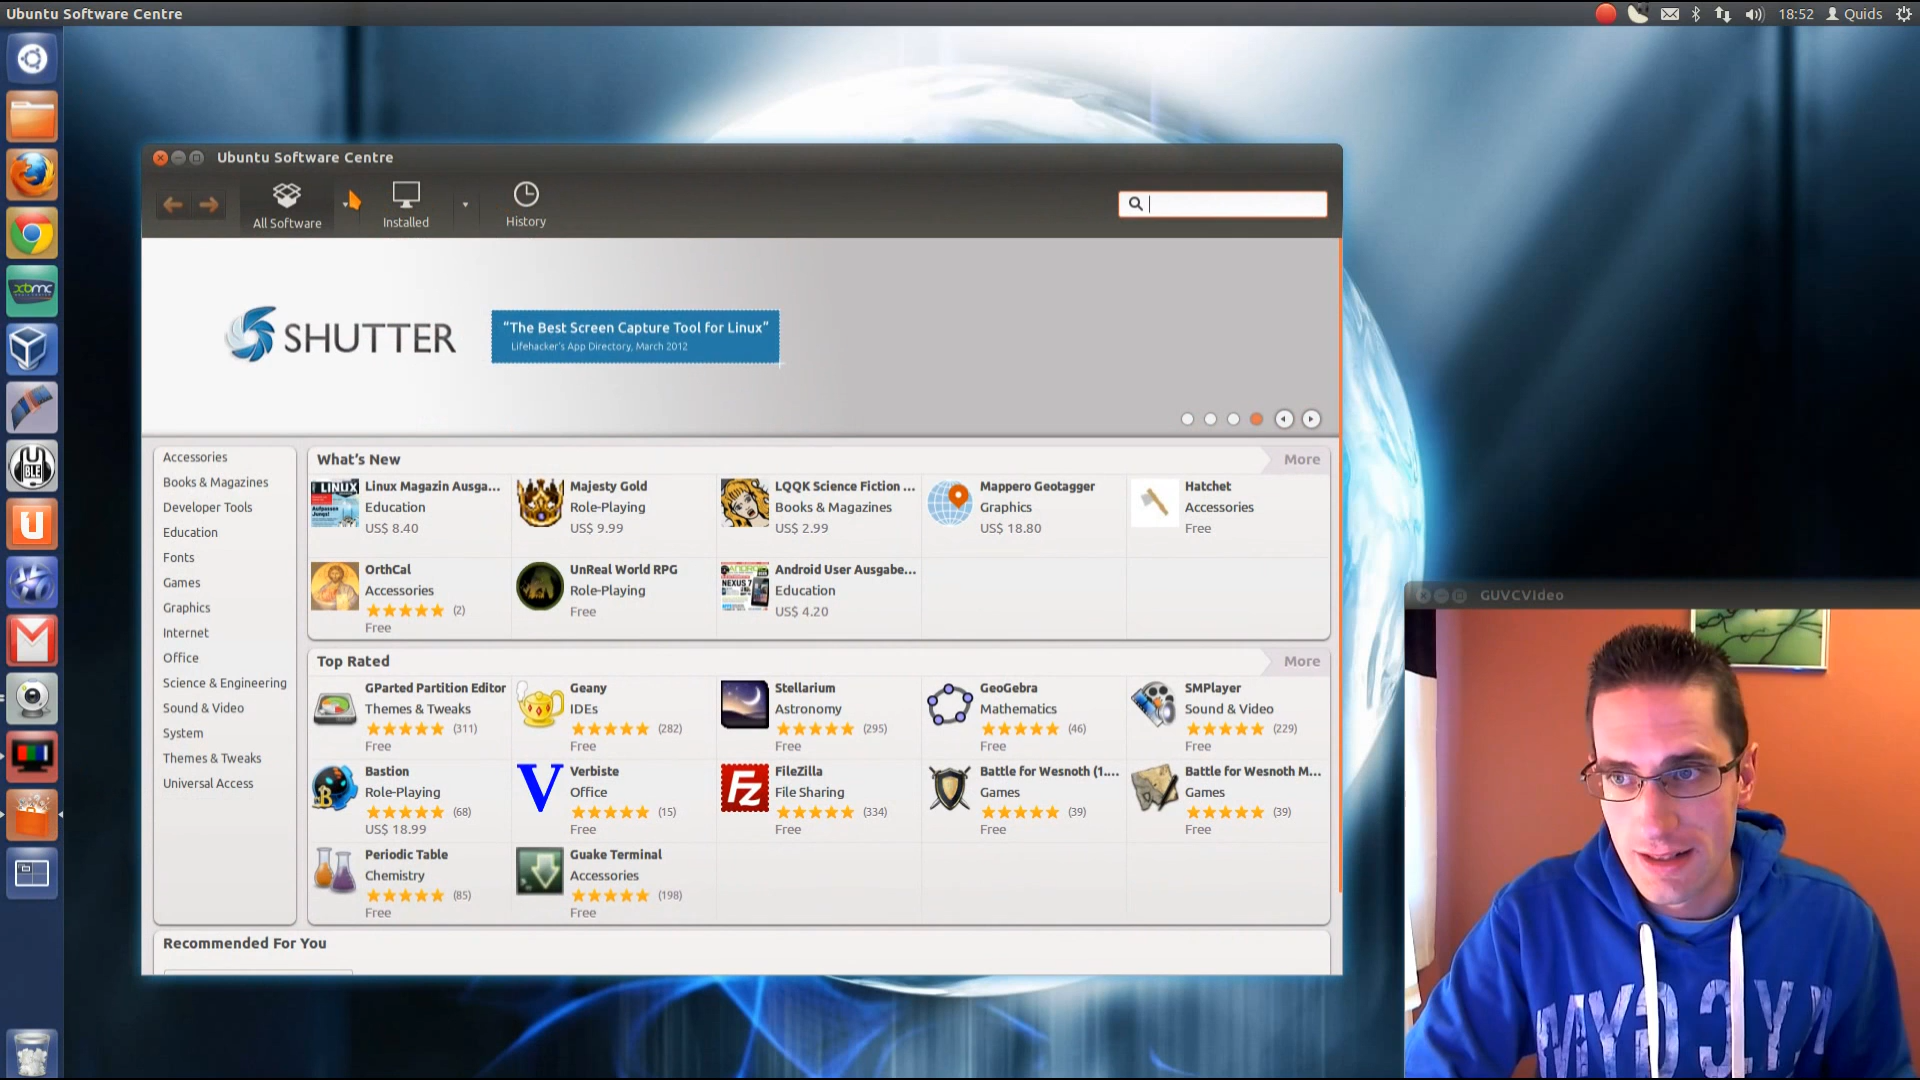 Ubuntu Software Centre
18:52 Quids
Ubuntu Software Centre
All Software
Installed
History
SHUTTER
“The Best Screen Capture Tool for Linux”
Lifehacker's App Directory, March 2012
Accessories
Books & Magazines
Developer Tools
Education
Fonts
Games
Graphics
Internet
Office
Science & Engineering
Sound & Video
System
Themes & Tweaks
Universal Access
What's New
More
Linux Magazin Ausga...
Education
US$ 8.40
Majesty Gold
Role-Playing
US$ 9.99
LQQK Science Fiction ...
Books & Magazines
US$ 2.99
Mappero Geotagger
Graphics
US$ 18.80
Hatchet
Accessories
Free
OrthCal
Accessories
(2)
Free
UnReal World RPG
Role-Playing
Free
Android User Ausgabe...
Education
US$ 4.20
Top Rated
More
GParted Partition Editor
Themes & Tweaks
(311)
Free
Geany
IDEs
(282)
Free
Stellarium
Astronomy
(295)
Free
GeoGebra
Mathematics
(46)
Free
SMPlayer
Sound & Video
(229)
Free
Bastion
Role-Playing
(68)
US$ 18.99
Verbiste
Office
(15)
Free
FileZilla
File Sharing
(334)
Free
Battle for Wesnoth (1....
Games
(39)
Free
Battle for Wesnoth M...
Games
(39)
Free
Periodic Table
Chemistry
(85)
Free
Guake Terminal
Accessories
(198)
Free
Recommended For You
GUVCVIdeo
xbmc
UBLE
LINUX
NEXUS 7
V
FZ